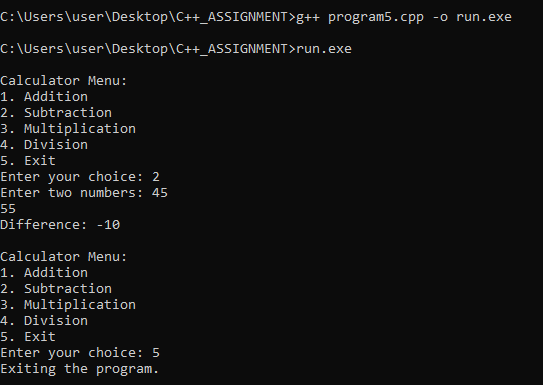 C:\Users\user\Desktop\C++_ASSIGNMENT>g++ program5.cpp -o run.exe
C:\Users\user\Desktop\C++_ASSIGNMENT>run.exe
Calculator Menu:
1. Addition
2. Subtraction
3. Multiplication
4. Division
5. Exit
Enter your choice: 2
Enter two numbers: 45
55
Difference: -10
Calculator Menu:
1. Addition
2. Subtraction
3. Multiplication
4. Division
5. Exit
Enter your choice: 5
Exiting the program.